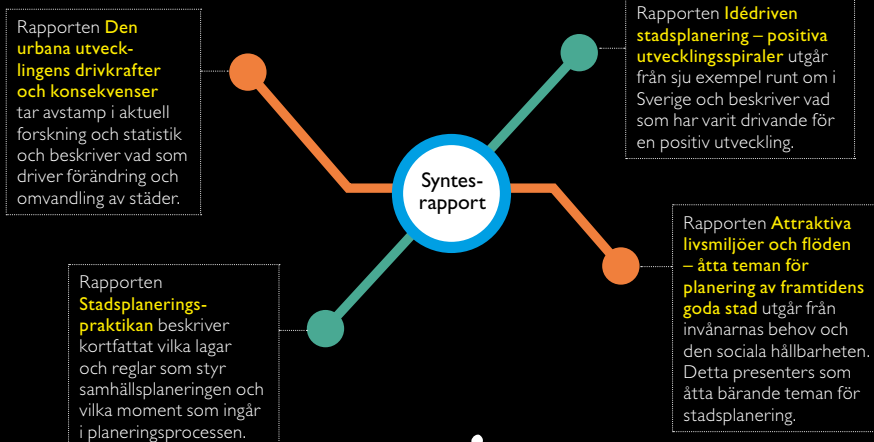 Rapporten Den
urbana utveck-
lingens drivkrafter
och konsekvenser
tar avstamp i aktuell
forskning och statistik
och beskriver vad som
driver förändring och
omvandling av städer.
Rapporten Idédriven
stadsplanering – positiva
utvecklingsspiraler utgår
från sju exempel runt om i
Sverige och beskriver vad
som har varit drivande för
en positiv utveckling.
Syntes-
rapport
Rapporten Attraktiva
livsmiljöer och flöden
– åtta teman för
planering av framtidens
goda stad utgår från
invånarnas behov och
den sociala hållbarheten.
Detta presenters som
åtta bärande teman för
stadsplanering.
Rapporten
Stadsplanerings-
praktikan beskriver
kortfattat vilka lagar
och regler som styr
samhällsplaneringen och
vilka moment som ingår
i planeringsprocessen.